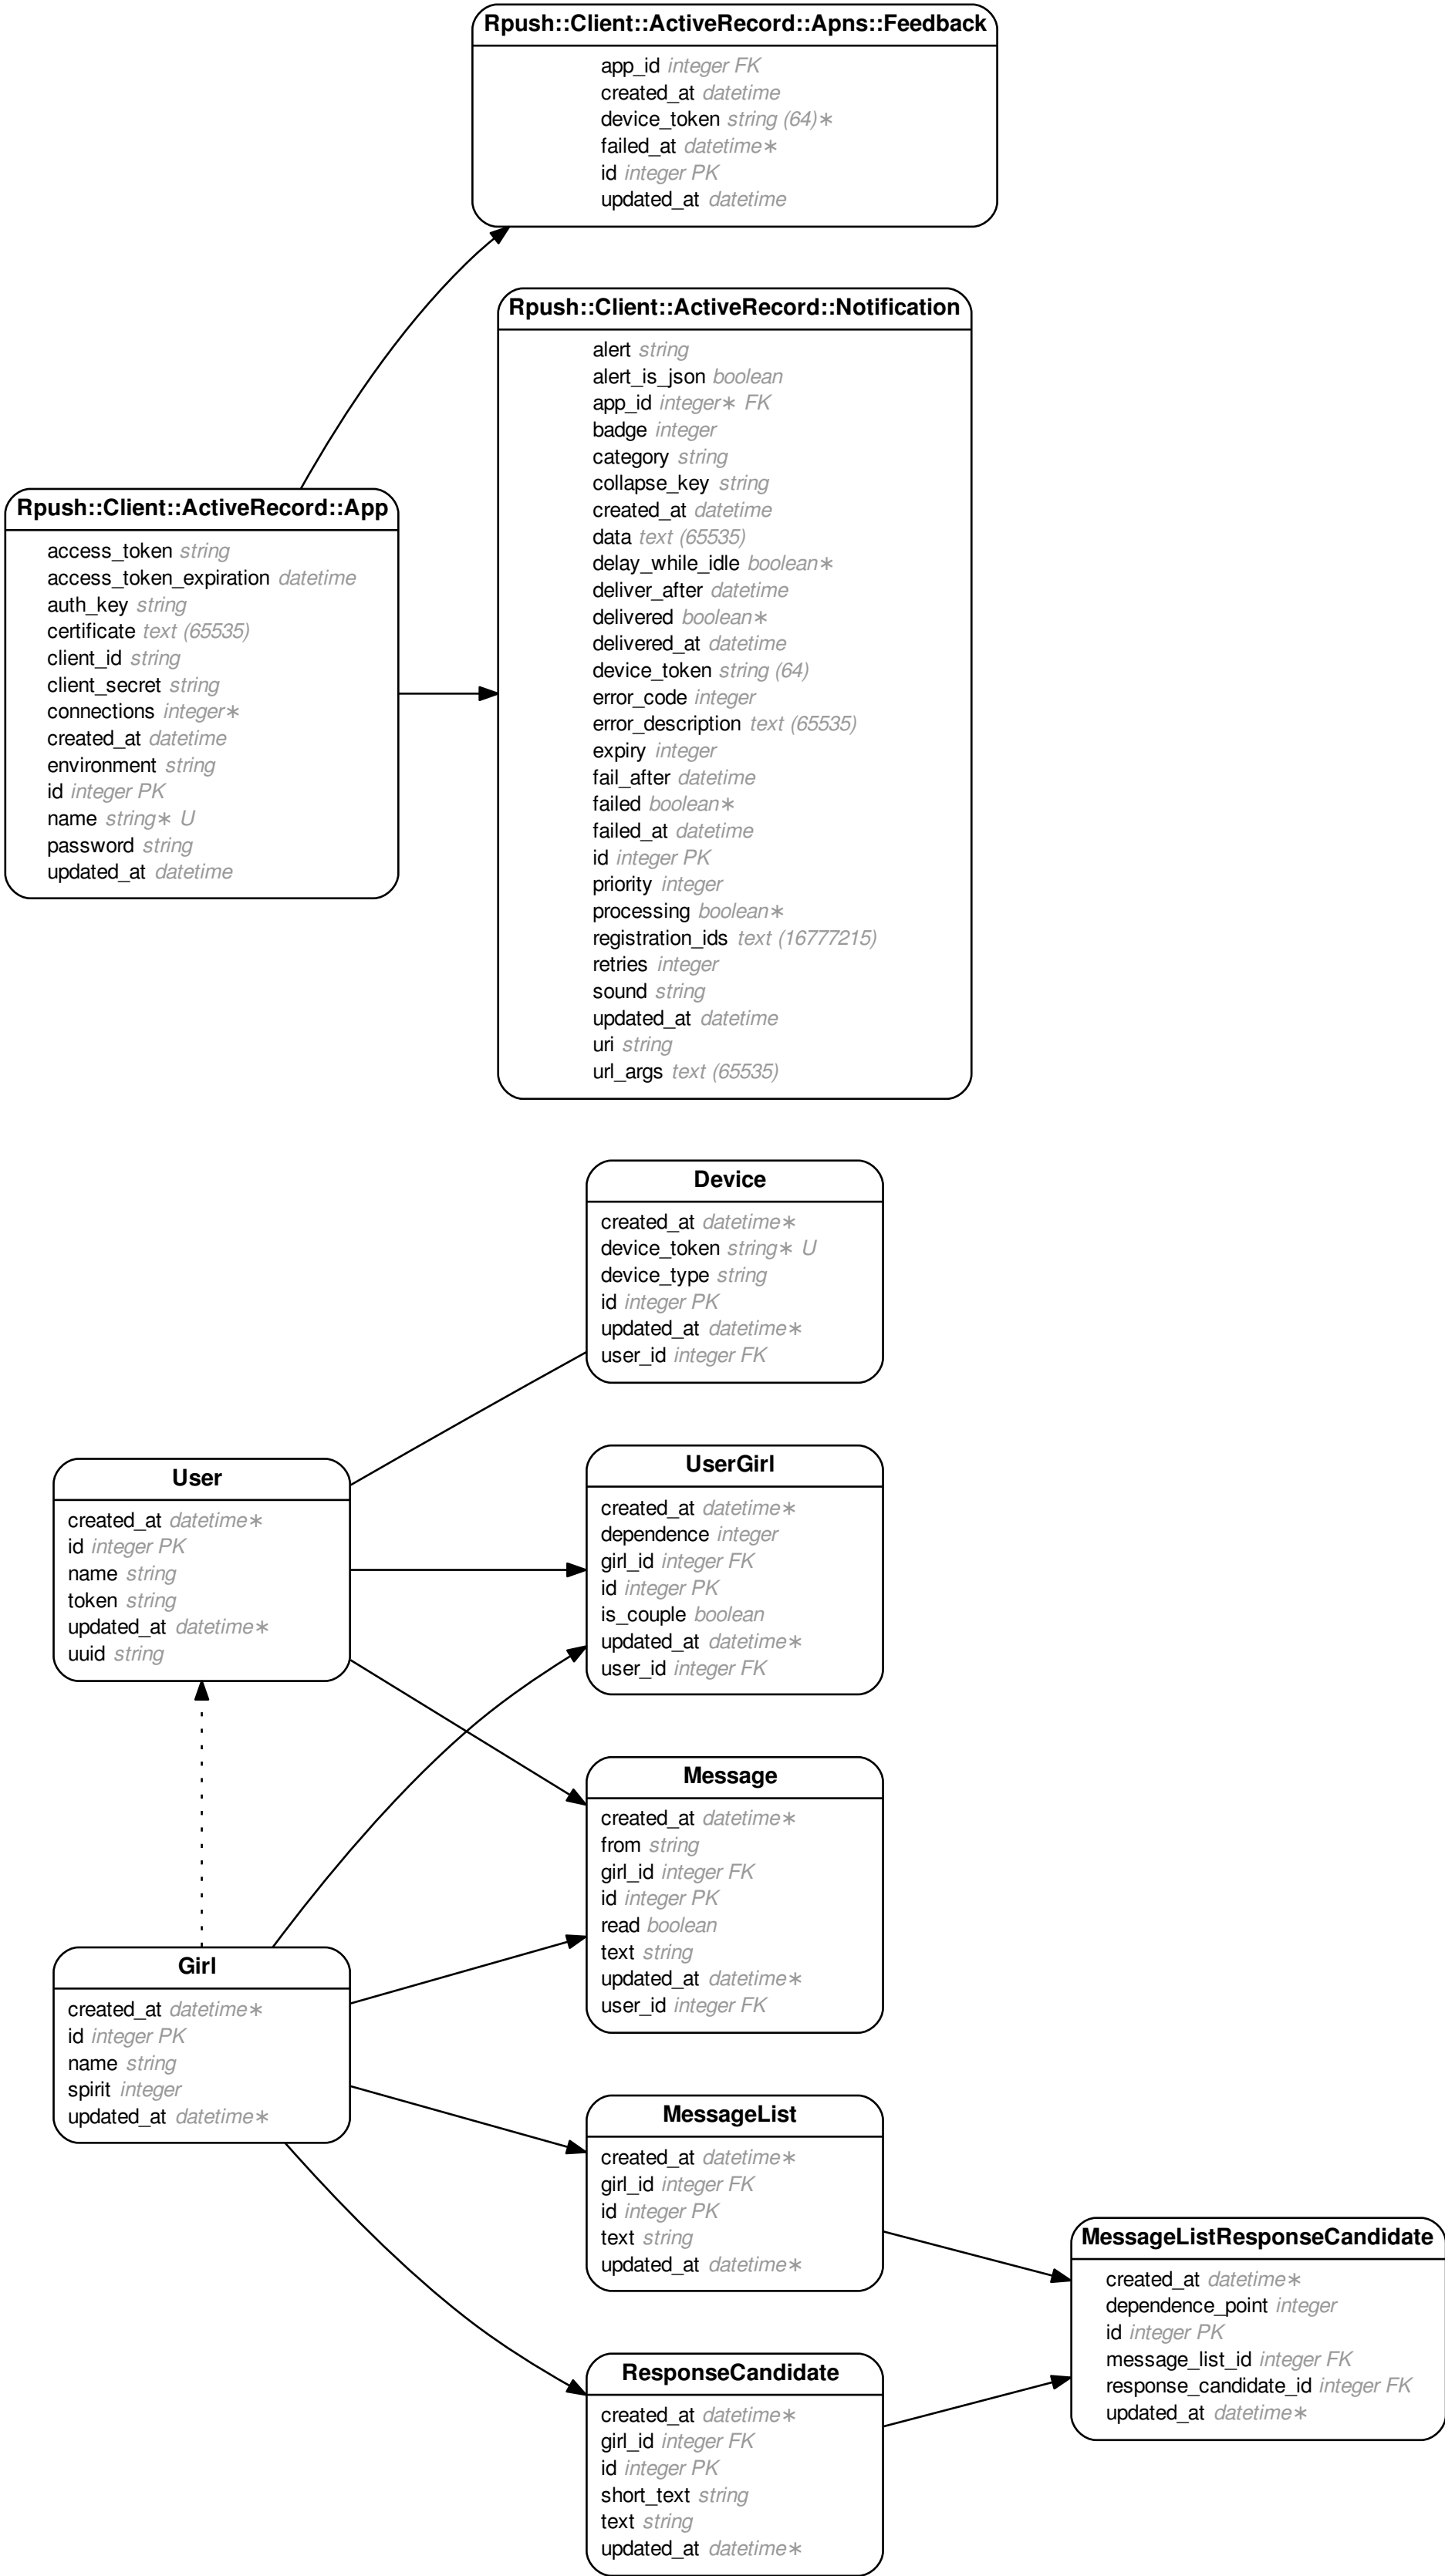 Rpush::Client::ActiveRecord::Apns::Feedback
app_id integer FK
created_at datetime
device_token string (64)∗
failed_at datetime∗
id integer PK
updated_at datetime
Rpush::Client::ActiveRecord::Notification
alert string
alert_is_json boolean
app_id integer∗ FK
badge integer
category string
collapse_key string
created_at datetime
data text (65535)
delay_while_idle boolean∗
deliver_after datetime
delivered boolean∗
delivered_at datetime
device_token string (64)
error_code integer
error_description text (65535)
expiry integer
fail_after datetime
failed boolean∗
failed_at datetime
id integer PK
priority integer
processing boolean∗
registration_ids text (16777215)
retries integer
sound string
updated_at datetime
uri string
url_args text (65535)
Rpush::Client::ActiveRecord::App
access_token string
access_token_expiration datetime
auth_key string
certificate text (65535)
client_id string
client_secret string
connections integer∗
created_at datetime
environment string
id integer PK
name string∗ U
password string
updated_at datetime
Device
created_at datetime∗
device_token string∗ U
device_type string
id integer PK
updated_at datetime∗
user_id integer FK
User
created_at datetime∗
id integer PK
name string
token string
updated_at datetime∗
uuid string
UserGirl
created_at datetime∗
dependence integer
girl_id integer FK
id integer PK
is_couple boolean
updated_at datetime∗
user_id integer FK
Message
created_at datetime∗
from string
girl_id integer FK
id integer PK
read boolean
text string
updated_at datetime∗
user_id integer FK
Girl
created_at datetime∗
id integer PK
name string
spirit integer
updated_at datetime∗
MessageList
created_at datetime∗
girl_id integer FK
id integer PK
text string
updated_at datetime∗
MessageListResponseCandidate
created_at datetime∗
dependence_point integer
id integer PK
message_list_id integer FK
response_candidate_id integer FK
updated_at datetime∗
ResponseCandidate
created_at datetime∗
girl_id integer FK
id integer PK
short_text string
text string
updated_at datetime∗